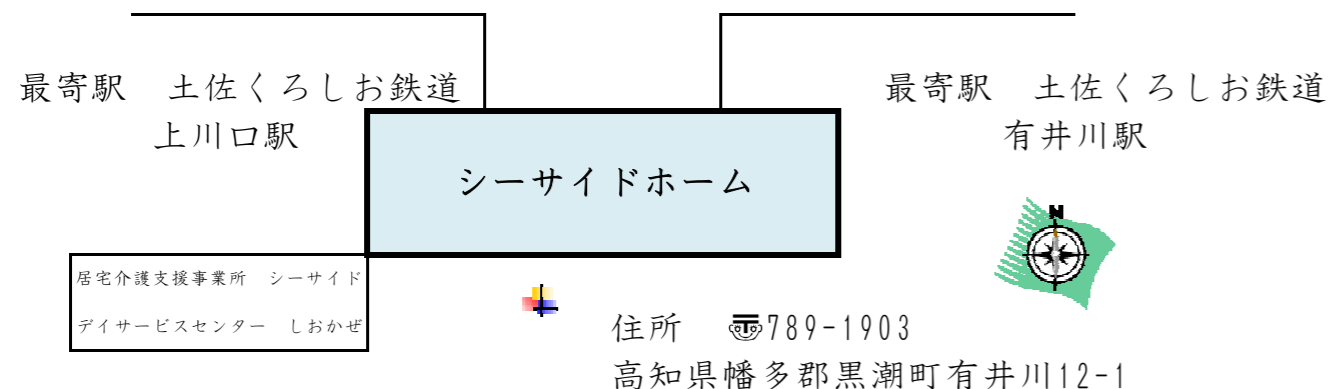 最寄駅　土佐くろしお鉄道
上川口駅
最寄駅　土佐くろしお鉄道
有井川駅
シーサイドホーム
N
居宅介護支援事業所　シーサイド
デイサービスセンター　しおかぜ
住所　〠789-1903
高知県幡多郡黒潮町有井川12-1